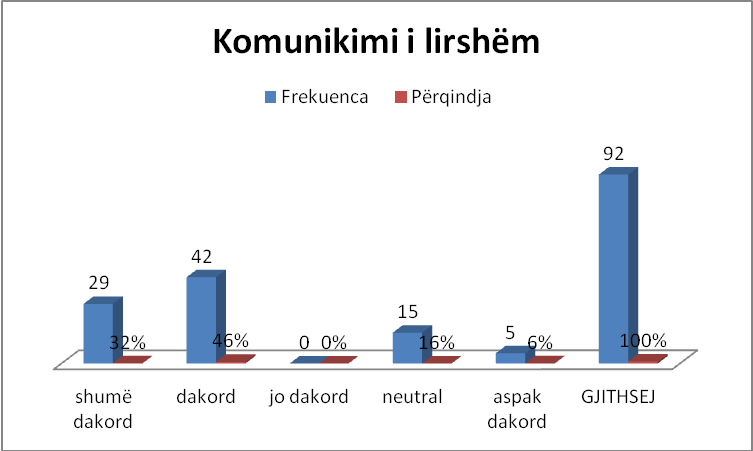 Komunikimi i lirshëm
Frekuenca Përqindja
92
29
42
0 0%
15
5
32%
46%
16%
6%
100%
shumë dakord
dakord
jo dakord
neutral
aspak dakord
GJITHSEJ